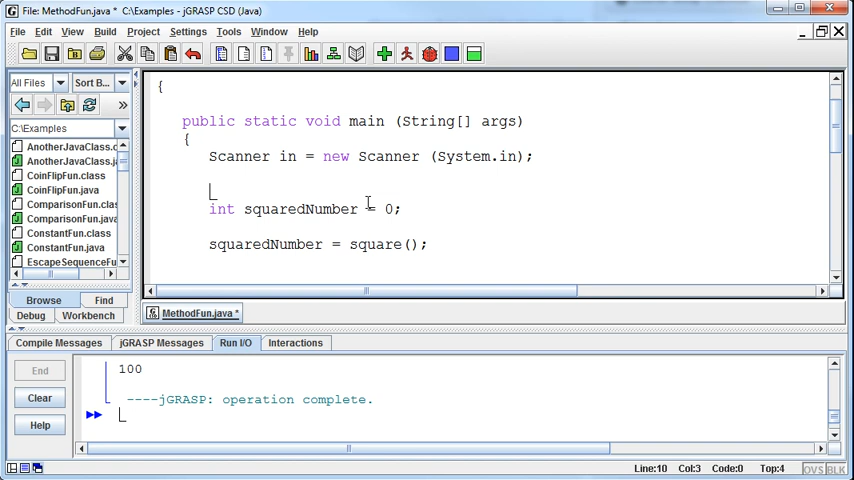 File: MethodFun.java * C:\Examples - jGRASP CSD (Java)
File Edit View Build Project Settings Tools Window Help
All Files Sort B...
C:\Examples
AnotherJavaClass.con
AnotherJavaClass.ja
CoinFlipFun.class
CoinFlipFun.java
ComparisonFun.clas
ComparisonFun.java
ConstantFun.class
ConstantFun.java
EscapeSequenceFu
Browse Find
Debug Workbench
{
public static void main (String[] args)
{
Scanner in = new Scanner (System.in);
int squaredNumber = 0;
squaredNumber = square();
MethodFun.java *
Compile Messages jGRASP Messages Run I/O Interactions
End
Clear
Help
100
----jGRASP: operation complete.
Line:10 Col:3 Code:0 Top:4 OVS BLK